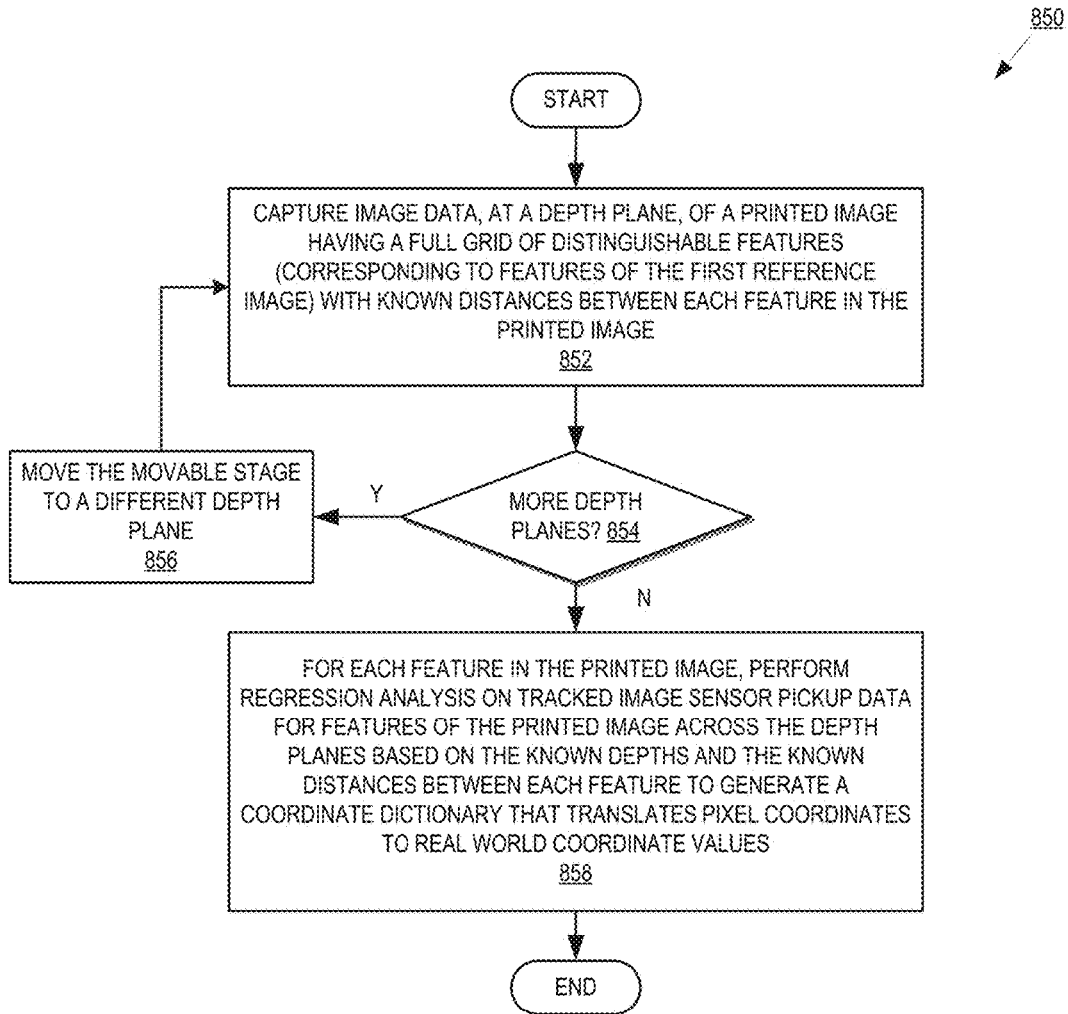 850
START
CAPTURE IMAGE DATA, AT A DEPTH PLANE, OF A PRINTED IMAGE
HAVING A FULL GRID OF DISTINGUISHABLE FEATURES
(CORRESPONDING TO FEATURES OF THE FIRST REFERENCE
IMAGE) WITH KNOWN DISTANCES BETWEEN EACH FEATURE IN THE
PRINTED IMAGE
852
MOVE THE MOVABLE STAGE
TO A DIFFERENT DEPTH
PLANE
856
Y
MORE DEPTH
PLANES? 854
N
FOR EACH FEATURE IN THE PRINTED IMAGE, PERFORM
REGRESSION ANALYSIS ON TRACKED IMAGE SENSOR PICKUP DATA
FOR FEATURES OF THE PRINTED IMAGE ACROSS THE DEPTH
PLANES BASED ON THE KNOWN DEPTHS AND THE KNOWN
DISTANCES BETWEEN EACH FEATURE TO GENERATE A
COORDINATE DICTIONARY THAT TRANSLATES PIXEL COORDINATES
TO REAL WORLD COORDINATE VALUES
858
END